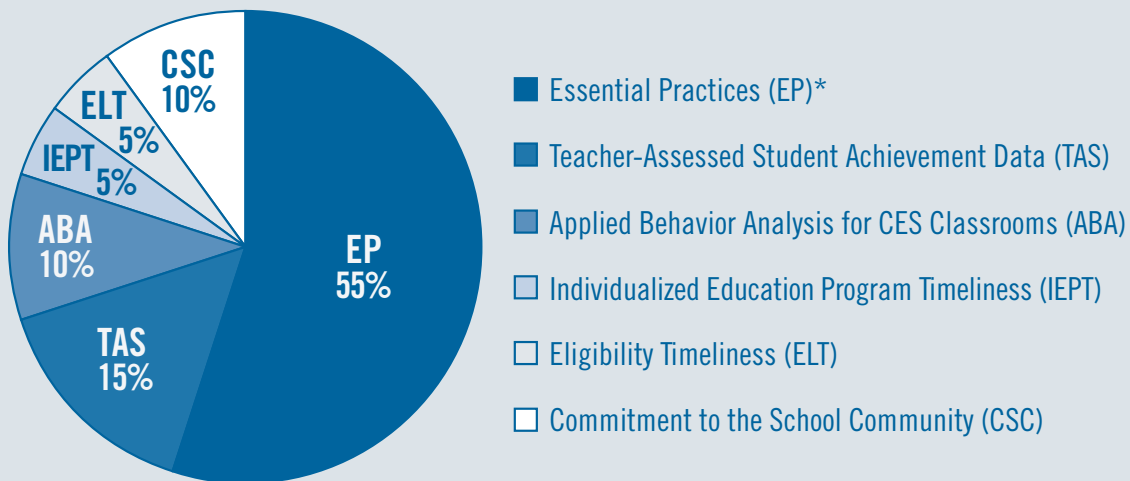 CSC
10%
ELT
5%
IEPT
5%
ABA
10%
TAS
15%
EP
55%
Essential Practices (EP)*
Teacher-Assessed Student Achievement Data (TAS)
Applied Behavior Analysis for CES Classrooms (ABA)
Individualized Education Program Timeliness (IEPT)
Eligibility Timeliness (ELT)
Commitment to the School Community (CSC)